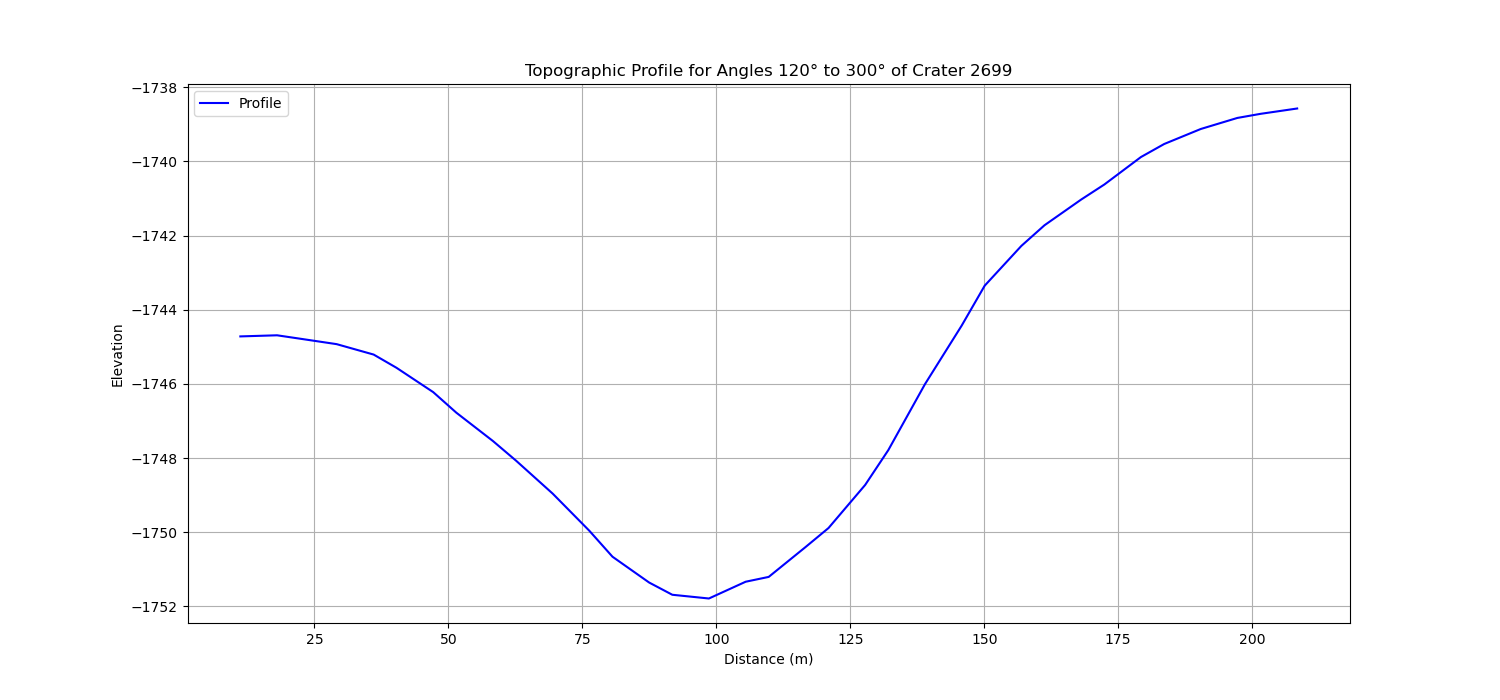 Topographic Profile for Angles 120° to 300° of Crater 2699
Profile
−1738
−1740
−1742
−1744
−1746
−1748
−1750
−1752
Elevation
25 50 75 100 125 150 175 200
Distance (m)